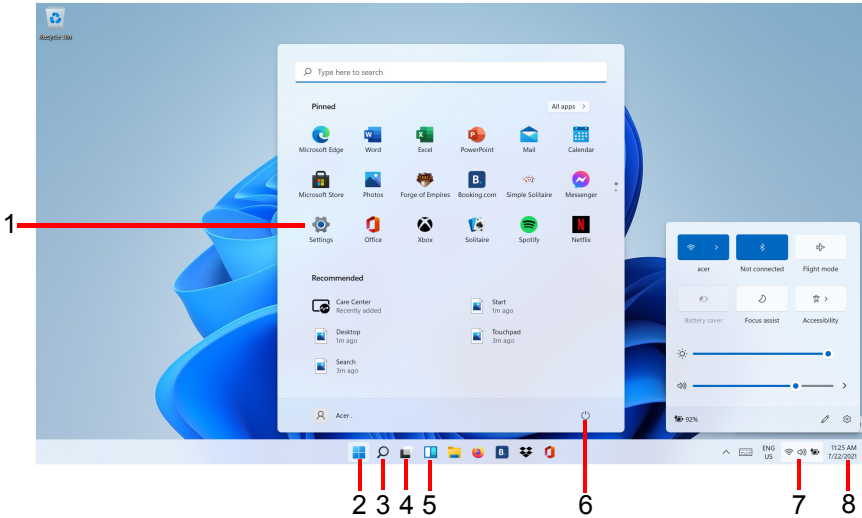 Recycle Bin
Type here to search
Pinned
All apps >
Microsoft Edge Word Excel PowerPoint Mail Calendar
Microsoft Store Photos Forge of Empires Booking.com Simple Solitaire Messenger
1
Settings Office Xbox Solitaire Spotify Netflix
acer Not connected Flight mode
Recommended
Care Center
Recently added
Start
1m ago
Battery saver Focus assist Accessibility
Desktop
1m ago
Touchpad
3m ago
Search
3m ago
Acer .
92%
ENG
US
11:25 AM
7/22/2021
2 3 4 5 6 7 8